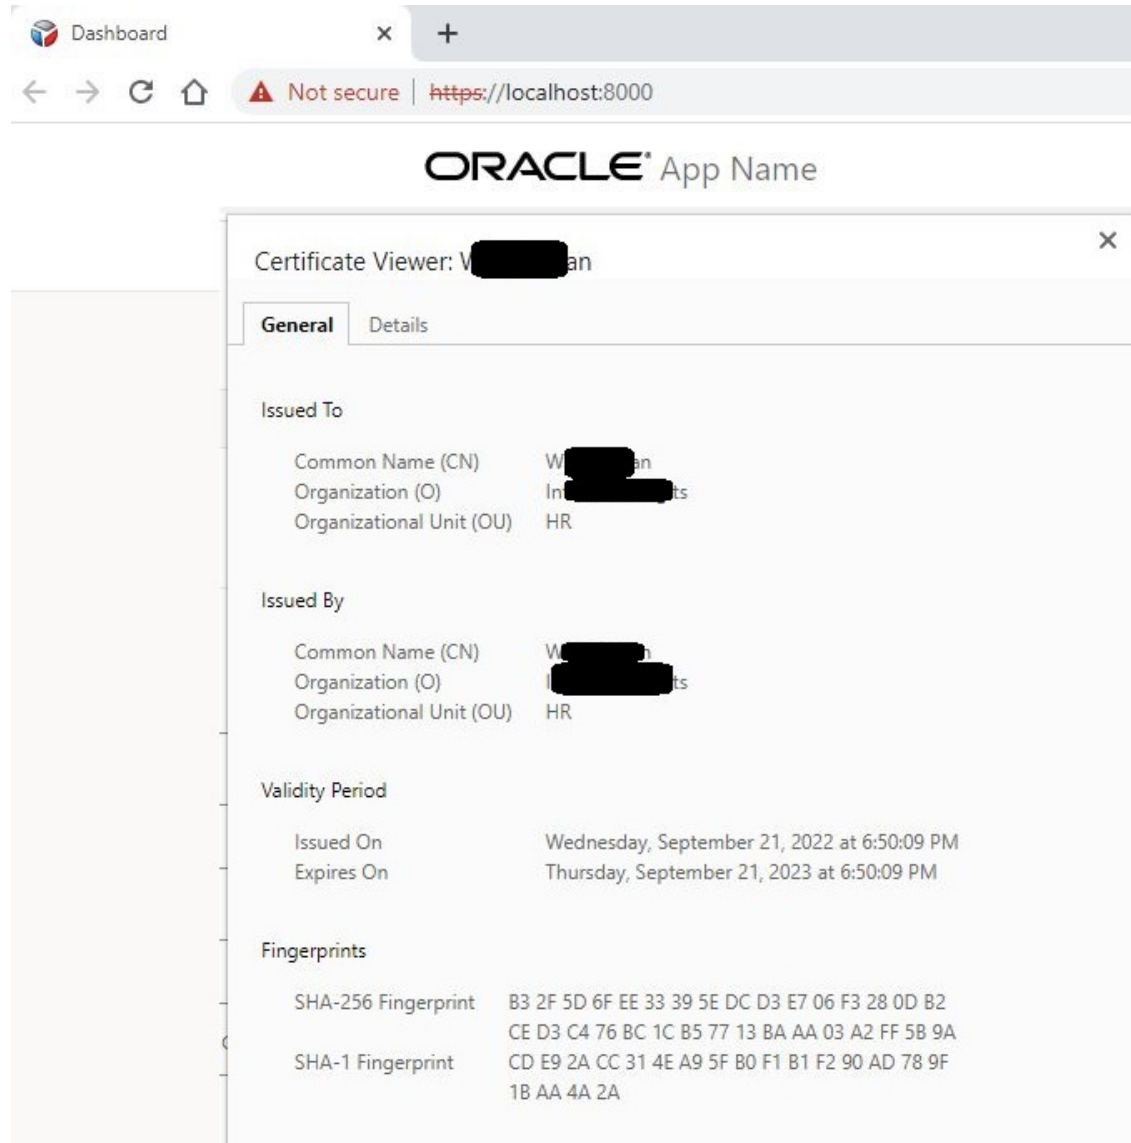 Dashboard
Not secure | https://localhost:8000
ORACLE App Name
Certificate Viewer:
General Details
Issued To
Common Name (CN)
Organization (O)
Organizational Unit (OU) HR
Issued By
Common Name (CN)
Organization (O)
Organizational Unit (OU) HR
Validity Period
Issued On Wednesday, September 21, 2022 at 6:50:09 PM
Expires On Thursday, September 21, 2023 at 6:50:09 PM
Fingerprints
SHA-256 Fingerprint B3 2F 5D 6F EE 33 39 5E DC D3 E7 06 F3 28 0D B2
CE D3 C4 76 BC 1C B5 77 13 BA AA 03 A2 FF 5B 9A
SHA-1 Fingerprint CD E9 2A CC 31 4E A9 5F B0 F1 B1 F2 90 AD 78 9F
1B AA 4A 2A